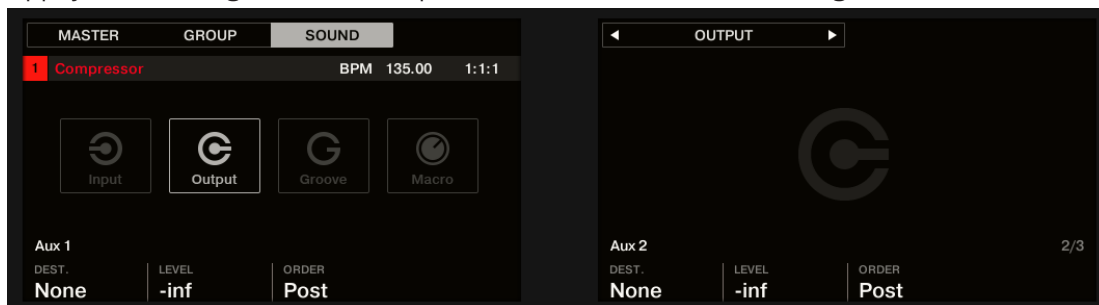 MASTER GROUP SOUND
1 Compressor BPM 135.00 1:1:1
Input Output Groove Macro
Aux 1
DEST. LEVEL ORDER
None -inf Post
OUTPUT
Aux 2 2/3
DEST. LEVEL ORDER
None -inf Post